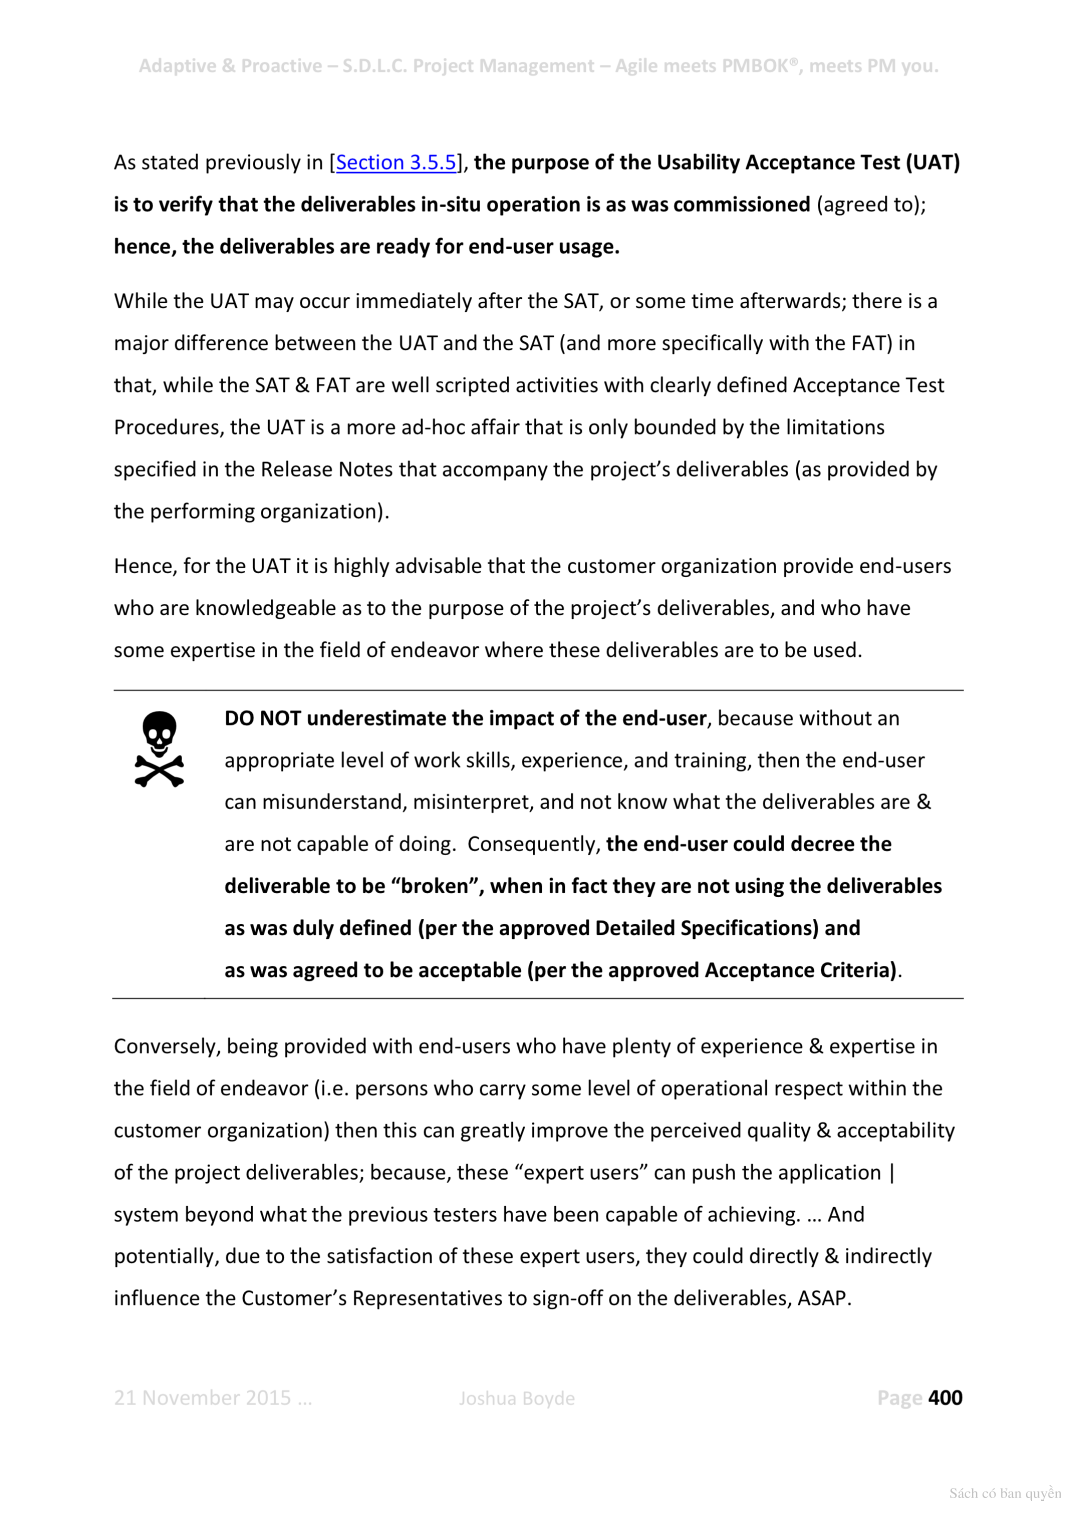 Adaptive & Proactive – S.D.L.C. Project Management – Agile meets PMBOK®, meets PM you.
As stated previously in [Section 3.5.5], the purpose of the Usability Acceptance Test (UAT)
is to verify that the deliverables in-situ operation is as was commissioned (agreed to);
hence, the deliverables are ready for end-user usage.
While the UAT may occur immediately after the SAT, or some time afterwards; there is a
major difference between the UAT and the SAT (and more specifically with the FAT) in
that, while the SAT & FAT are well scripted activities with clearly defined Acceptance Test
Procedures, the UAT is a more ad-hoc affair that is only bounded by the limitations
specified in the Release Notes that accompany the project’s deliverables (as provided by
the performing organization).
Hence, for the UAT it is highly advisable that the customer organization provide end-users
who are knowledgeable as to the purpose of the project’s deliverables, and who have
some expertise in the field of endeavor where these deliverables are to be used.
DO NOT underestimate the impact of the end-user, because without an
appropriate level of work skills, experience, and training, then the end-user
can misunderstand, misinterpret, and not know what the deliverables are &
are not capable of doing.  Consequently, the end-user could decree the
deliverable to be “broken”, when in fact they are not using the deliverables
as was duly defined (per the approved Detailed Specifications) and
as was agreed to be acceptable (per the approved Acceptance Criteria).
Conversely, being provided with end-users who have plenty of experience & expertise in
the field of endeavor (i.e. persons who carry some level of operational respect within the
customer organization) then this can greatly improve the perceived quality & acceptability
of the project deliverables; because, these “expert users” can push the application |
system beyond what the previous testers have been capable of achieving. … And
potentially, due to the satisfaction of these expert users, they could directly & indirectly
influence the Customer’s Representatives to sign-off on the deliverables, ASAP.
21 November 2015 … Joshua Boyde Page 400
Sách có bản quyền